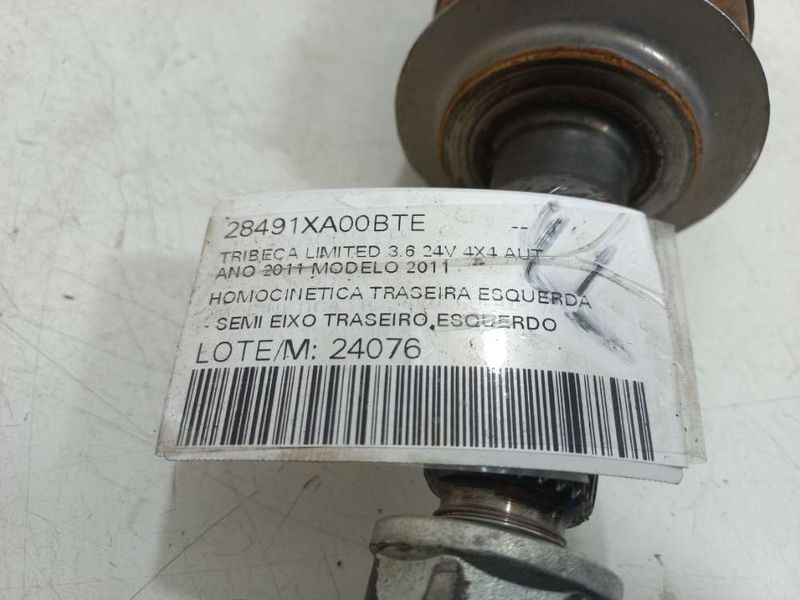 28491XA00BTE --
TRIBECA LIMITED 3.6 24V 4X4 AUT
ANO 2011 MODELO 2011
HOMOCINETICA TRASEIRA ESQUERDA
- SEMI EIXO TRASEIRO ESQUERDO
LOTE/M: 24076